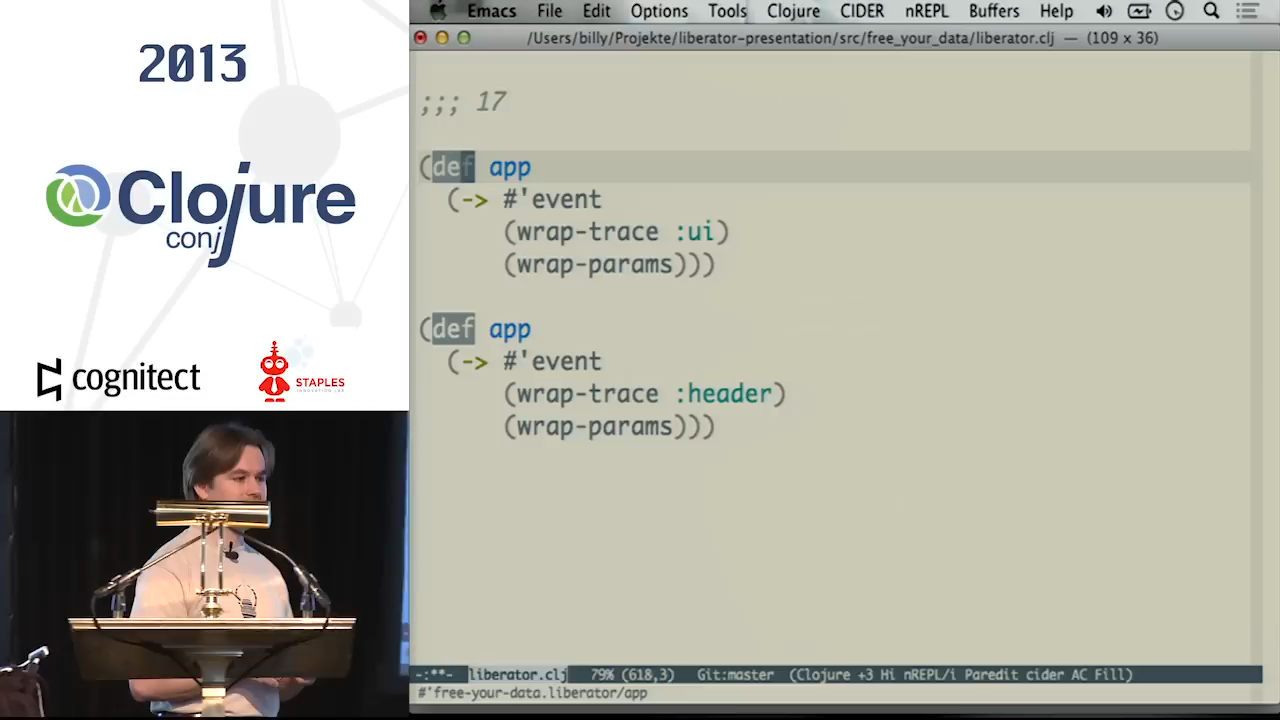 2013
Clojure
conj
cognitect
STAPLES
INNOVATION LAB
Emacs File Edit Options Tools Clojure CIDER nREPL Buffers Help
/Users/billy/Projekte/liberator-presentation/src/free_your_data/liberator.clj — (109 x 36)
;;; 17
(def app
(-> #'event
(wrap-trace :ui)
(wrap-params)))
(def app
(-> #'event
(wrap-trace :header)
(wrap-params)))
-:**- liberator.clj 79% (618,3) Git:master (Clojure +3 Hi nREPL/i Paredit cider AC Fill)
#'free-your-data.liberator/app